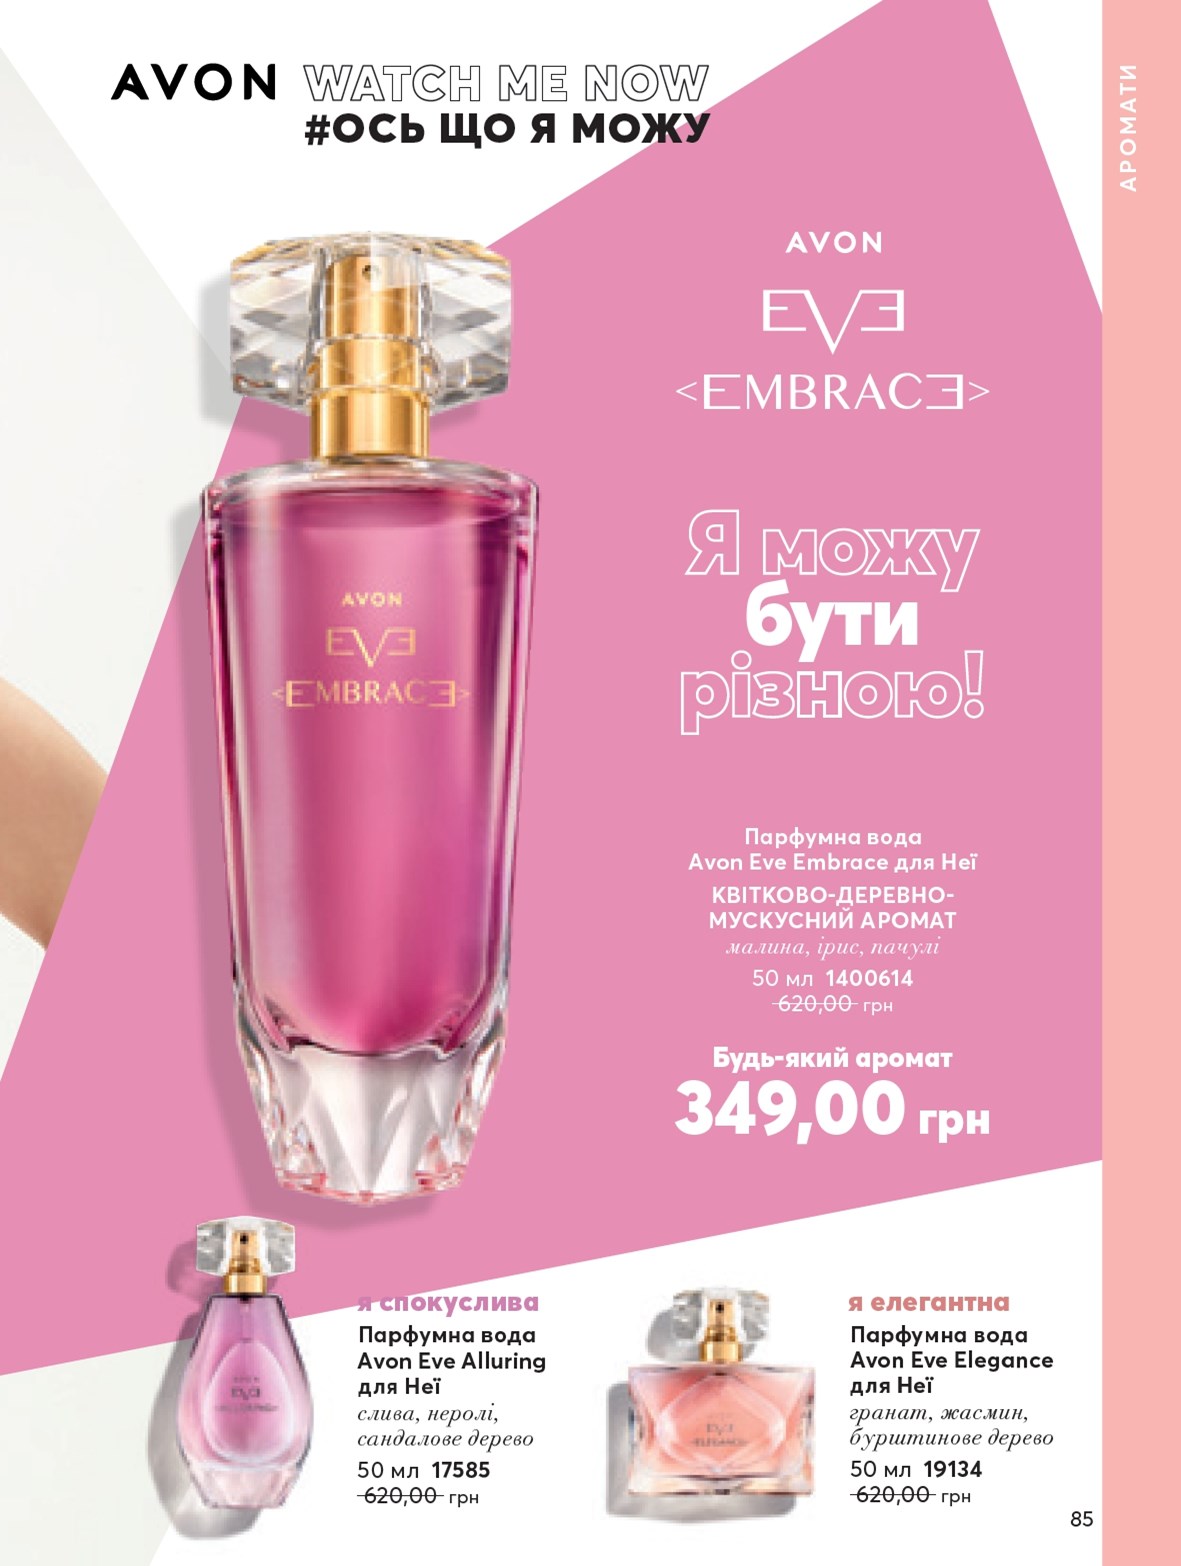 AVON WATCH ME NOW
#ОСЬ ЩО Я МОЖУ
АРОМАТИ
AVON
EVE
<EMBRACE>
Я можу
бути
різною!
AVON
EVE
<EMBRACE>
Парфумна вода
Avon Eve Embrace для Неї
КВІТКОВО-ДЕРЕВНО-
МУСКУСНИЙ АРОМАТ
малина, ірис, пачулі
50 мл 1400614
620,00 грн
Будь-який аромат
349,00 грн
я спокуслива
Парфумна вода
Avon Eve Alluring
для Неї
слива, неролі,
сандалове дерево
50 мл 17585
620,00 грн
EVE
я елегантна
Парфумна вода
Avon Eve Elegance
для Неї
гранат, жасмин,
бурштинове дерево
50 мл 19134
620,00 грн
EVE
<ELEGANCE>
85